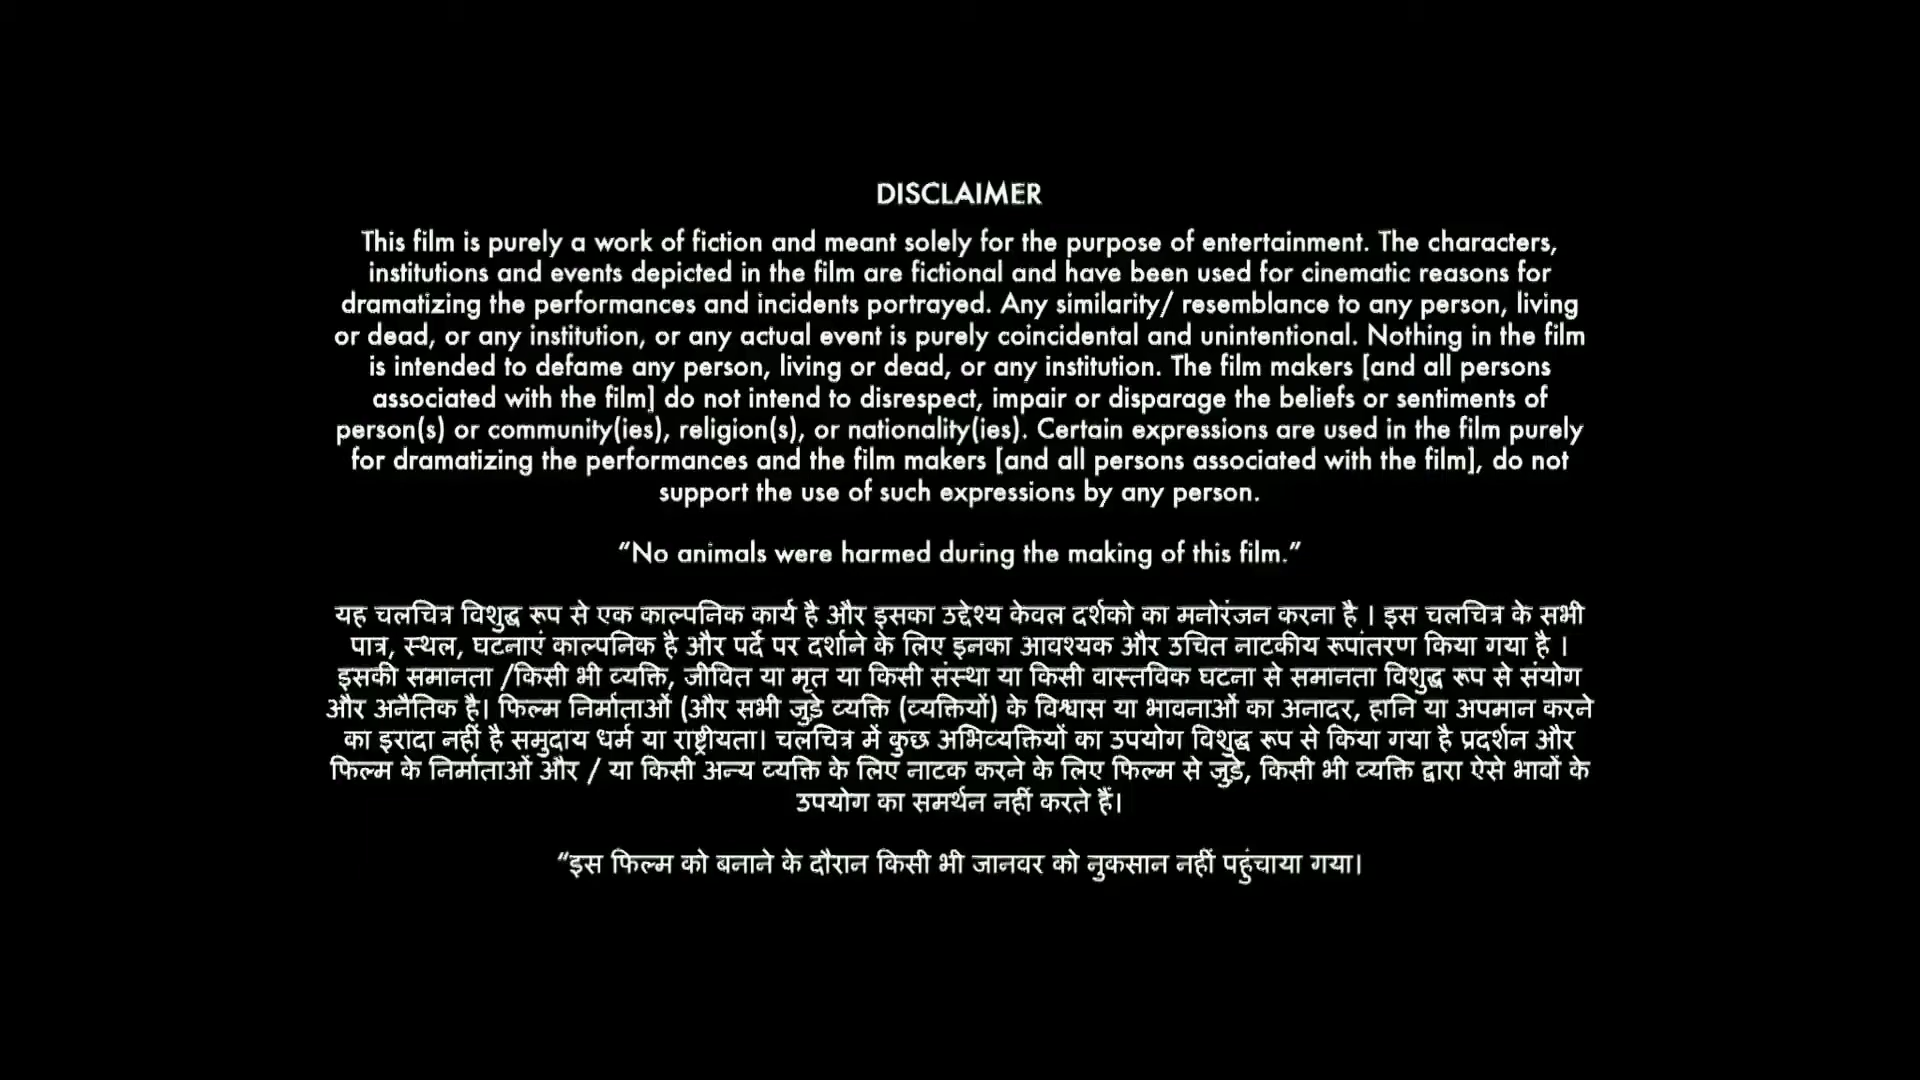 DISCLAIMER
This film is purely a work of fiction and meant solely for the purpose of entertainment. The characters,
institutions and events depicted in the film are fictional and have been used for cinematic reasons for
dramatizing the performances and incidents portrayed. Any similarity/ resemblance to any person, living
or dead, or any institution, or any actual event is purely coincidental and unintentional. Nothing in the film
is intended to defame any person, living or dead, or any institution. The film makers [and all persons
associated with the film] do not intend to disrespect, impair or disparage the beliefs or sentiments of
person(s) or community(ies), religion(s), or nationality(ies). Certain expressions are used in the film purely
for dramatizing the performances and the film makers [and all persons associated with the film], do not
support the use of such expressions by any person.
“No animals were harmed during the making of this film.”
यह चलचित्र विशुद्ध रूप से एक काल्पनिक कार्य है और इसका उद्देश्य केवल दर्शको का मनोरंजन करना है । इस चलचित्र के सभी
पात्र, स्थल, घटनाएं काल्पनिक है और पर्दे पर दर्शाने के लिए इनका आवश्यक और उचित नाटकीय रूपांतरण किया गया है ।
इसकी समानता /किसी भी व्यक्ति, जीवित या मृत या किसी संस्था या किसी वास्तविक घटना से समानता विशुद्ध रूप से संयोग
और अनैतिक है। फिल्म निर्माताओं (और सभी जुड़े व्यक्ति (व्यक्तियों) के विश्वास या भावनाओं का अनादर, हानि या अपमान करने
का इरादा नहीं है समुदाय धर्म या राष्ट्रीयता। चलचित्र में कुछ अभिव्यक्तियों का उपयोग विशुद्ध रूप से किया गया है प्रदर्शन और
फिल्म के निर्माताओं और / या किसी अन्य व्यक्ति के लिए नाटक करने के लिए फिल्म से जुड़े, किसी भी व्यक्ति द्वारा ऐसे भावों के
उपयोग का समर्थन नहीं करते हैं।
“इस फिल्म को बनाने के दौरान किसी भी जानवर को नुकसान नहीं पहुंचाया गया।